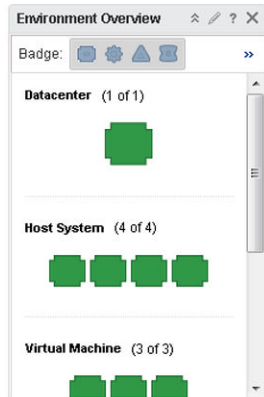 Environment Overview
Badge:
Datacenter (1 of 1)
Host System (4 of 4)
Virtual Machine (3 of 3)